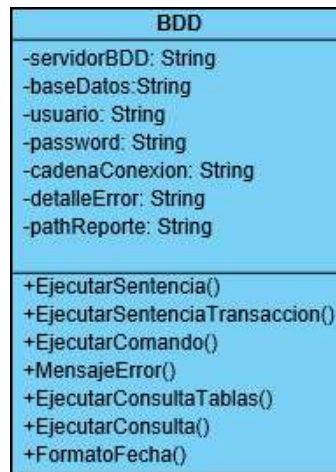 BDD
-servidorBDD: String
-baseDatos:String
-usuario: String
-password: String
-cadenaConexion: String
-detalleError: String
-pathReporte: String
+EjecutarSentencia()
+EjecutarSentenciaTransaccion()
+EjecutarComando()
+MensajeError()
+EjecutarConsultaTablas()
+EjecutarConsulta()
+FormatoFecha()